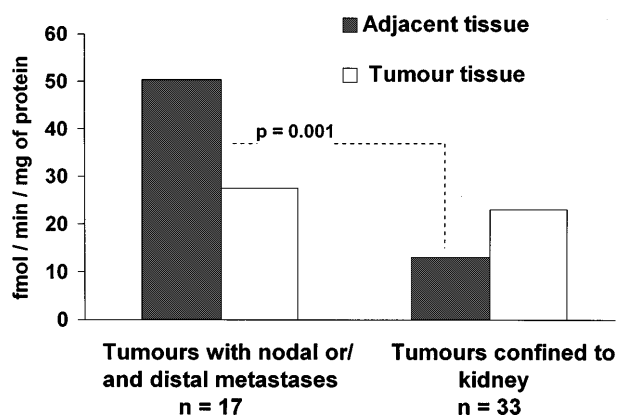 Adjacent tissue
Tumour tissue
fmol / min / mg of protein
60
50
40
30
20
10
0
p = 0.001
Tumours with nodal or/
and distal metastases
n = 17
Tumours confined to
kidney
n = 33